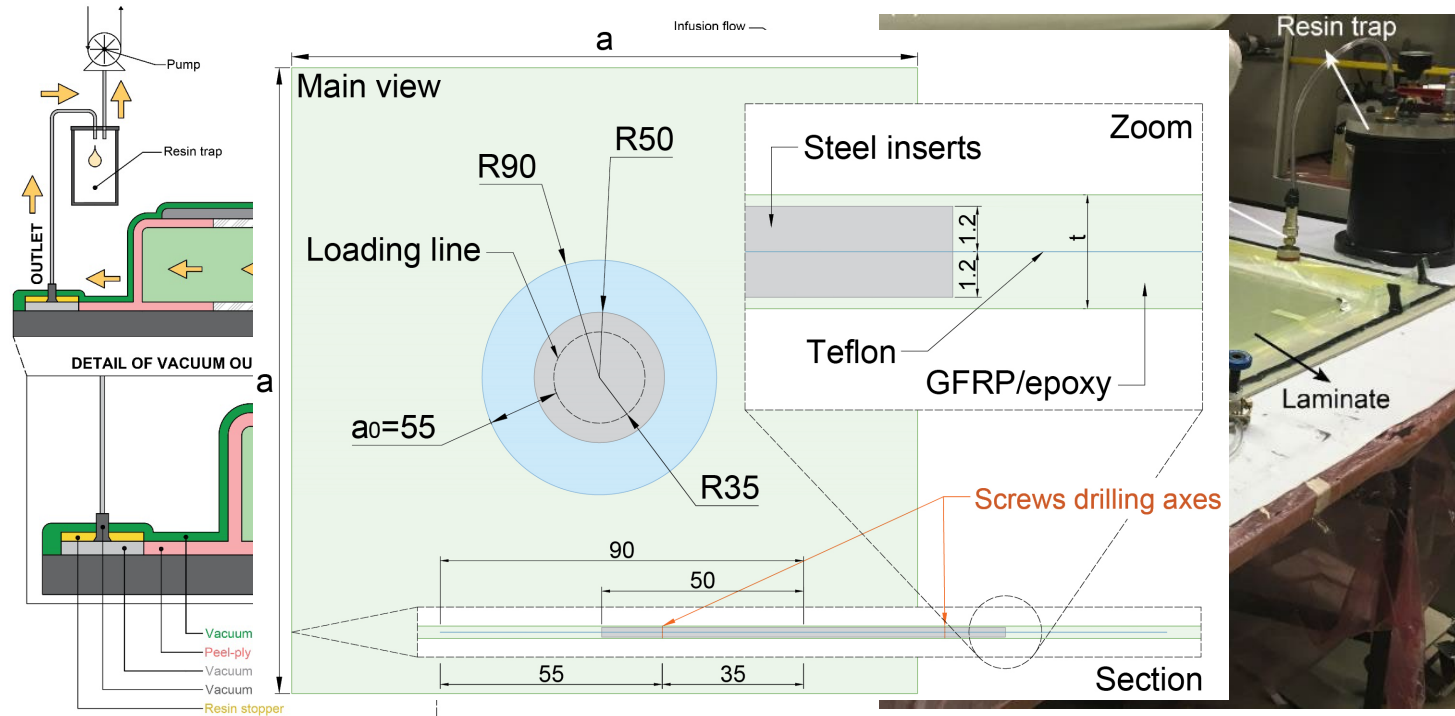 Pump
Resin trap
OUTLET
DETAIL OF VACUUM OU
Vacuum
Peel-ply
Vacuum
Vacuum
Resin stopper
Infusion flow
a
Main view
a
R50
R90
Loading line
a0=55
R35
Zoom
Steel inserts
1.2
1.2
t
Teflon
GFRP/epoxy
Screws drilling axes
90
50
55
35
Section
Resin trap
Laminate